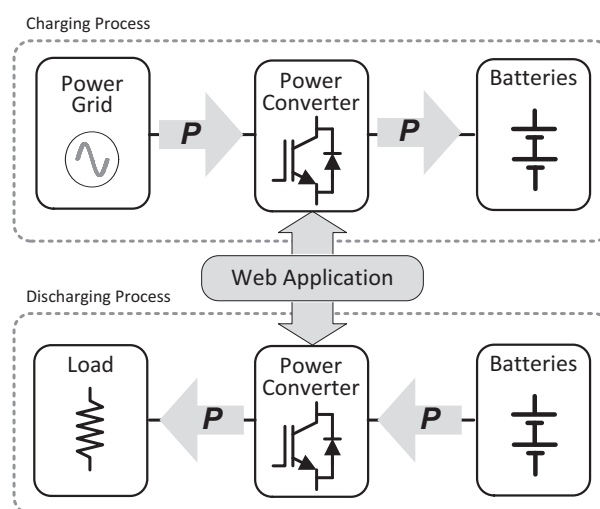 Charging Process
Power
Grid
P
Power
Converter
P
Batteries
Web Application
Discharging Process
Load
P
Power
Converter
P
Batteries